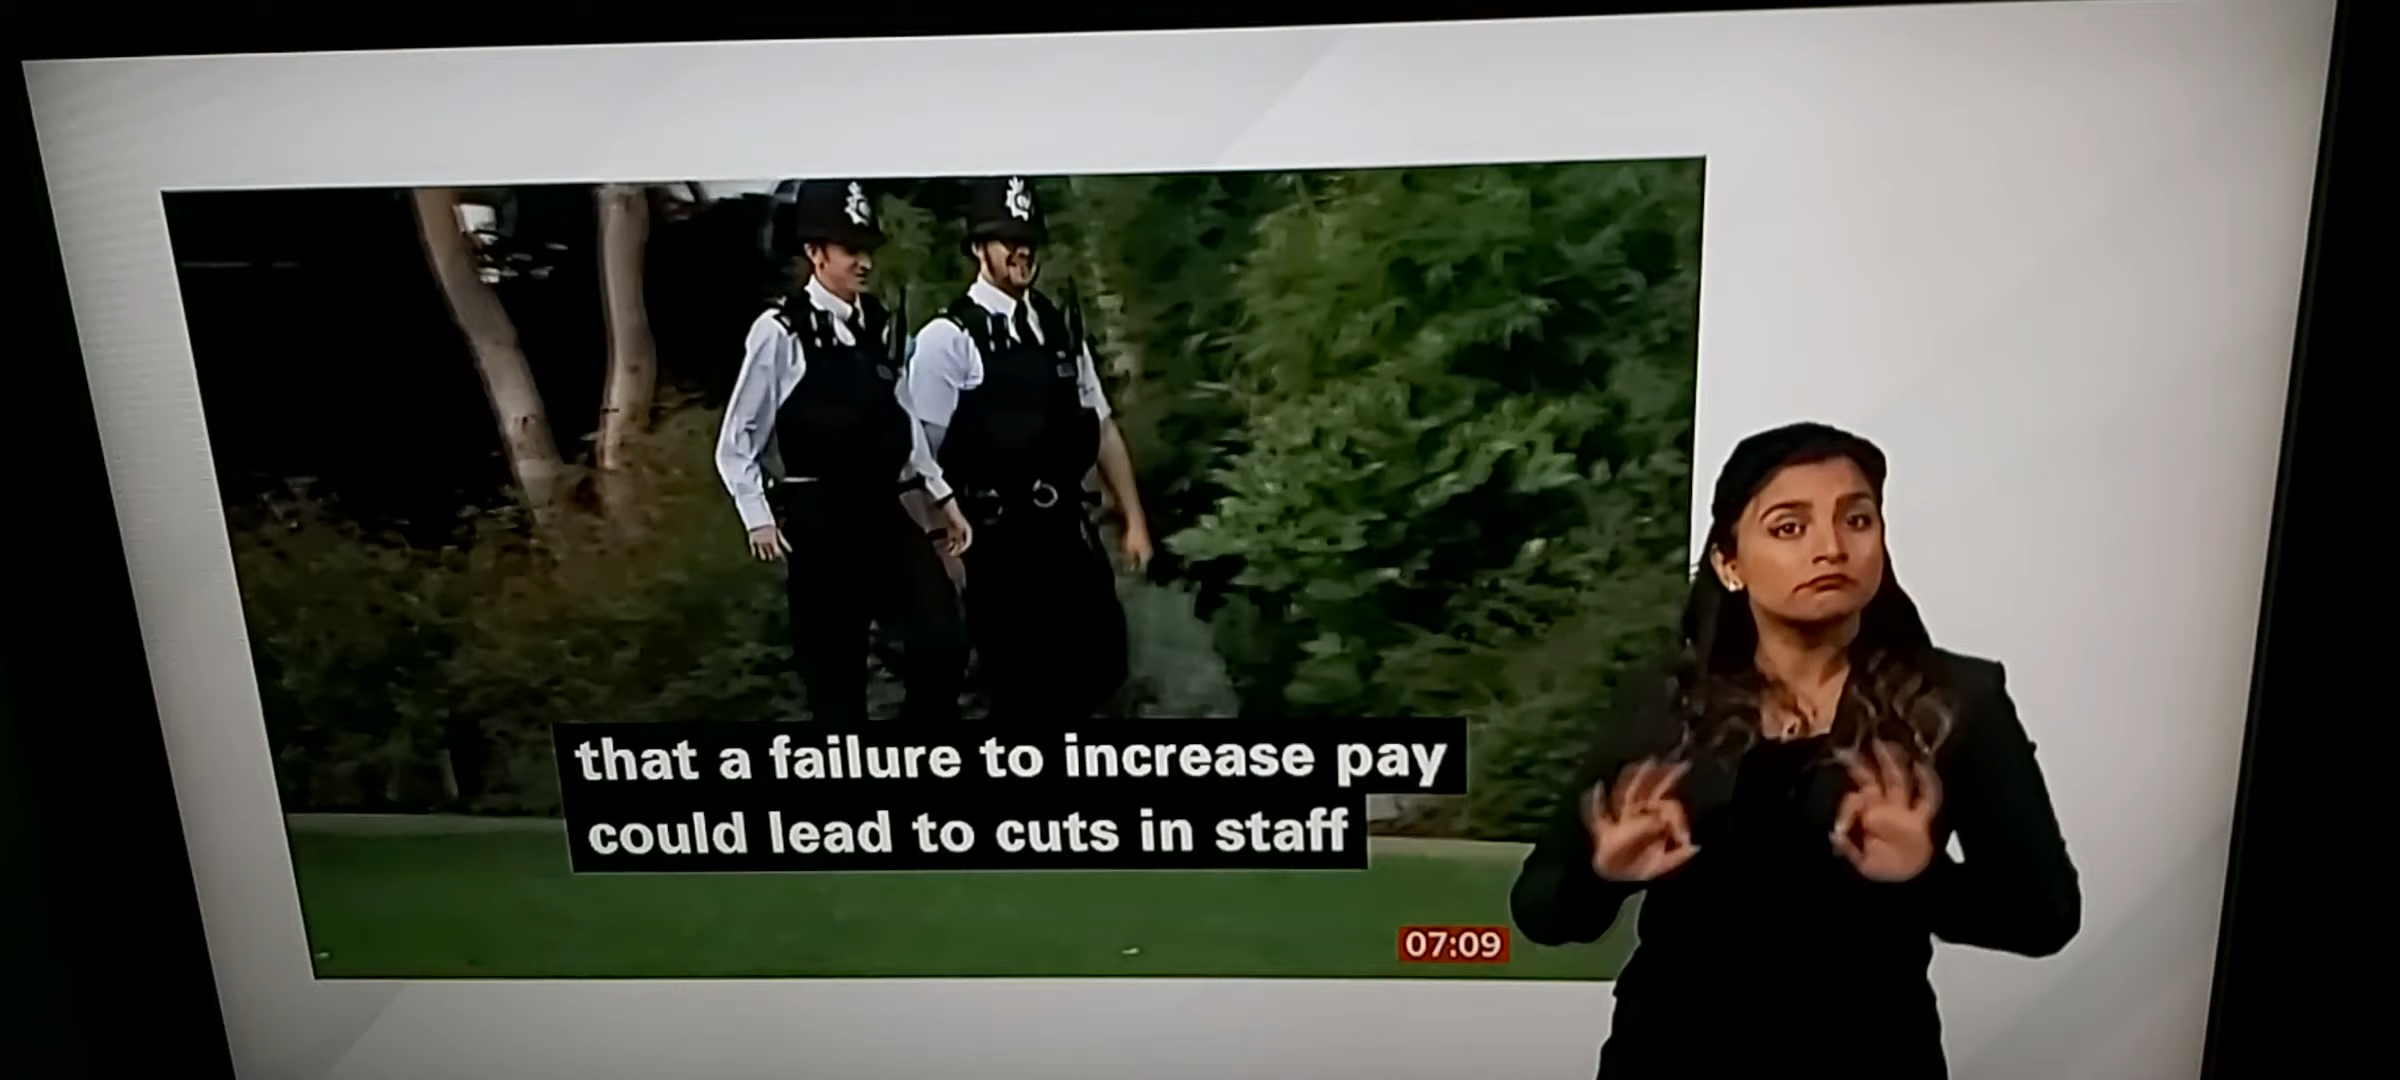 that a failure to increase pay
could lead to cuts in staff
07:09